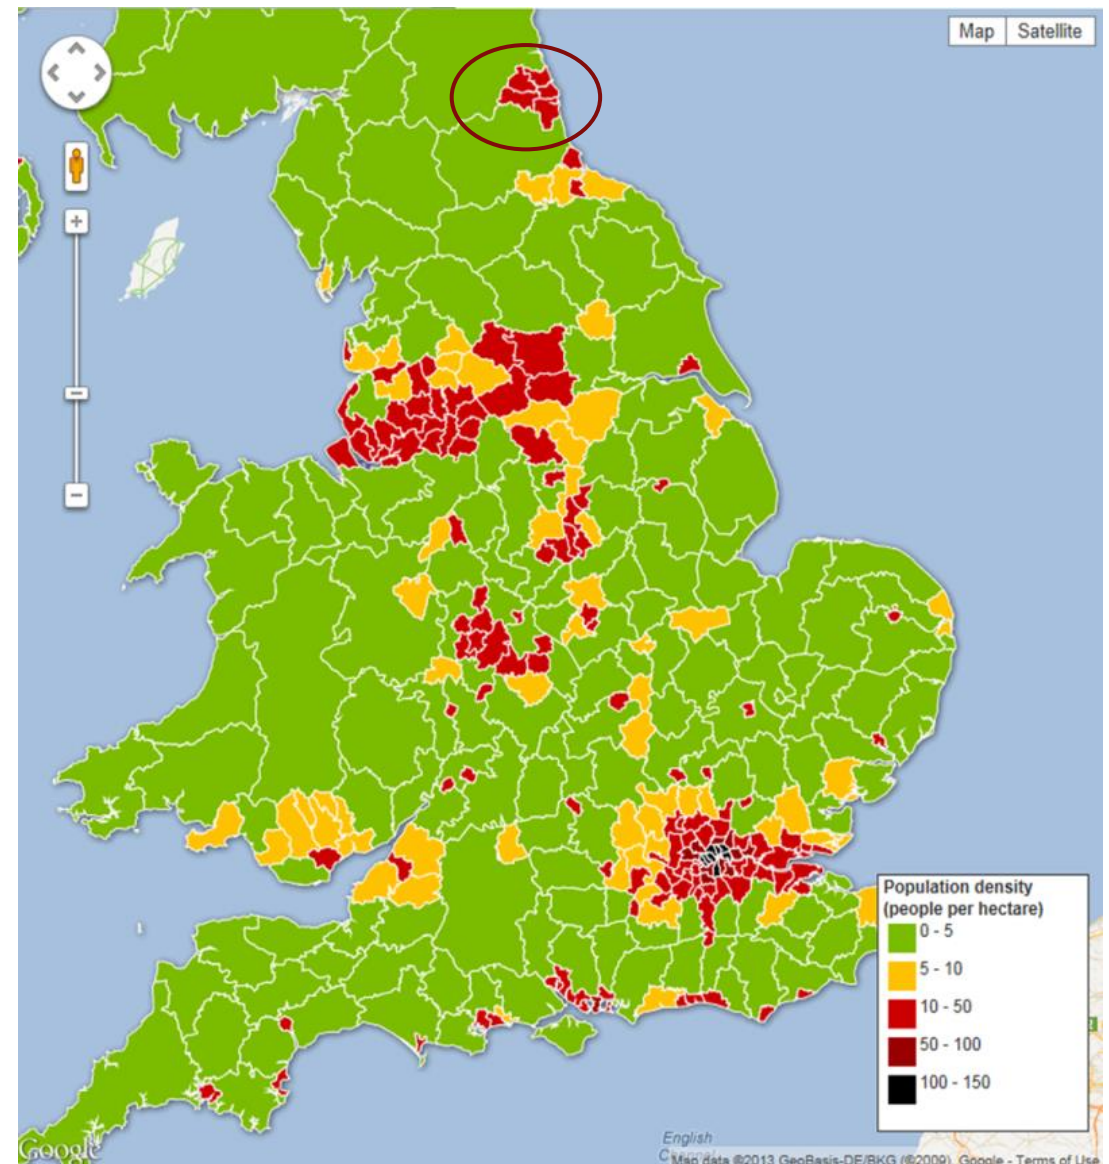 Map Satellite
+
−
Population density
(people per hectare)
0 - 5
5 - 10
10 - 50
50 - 100
100 - 150
English
Google
Map data ©2013 GeoBasis-DE/BKG (©2009), Google - Terms of Use